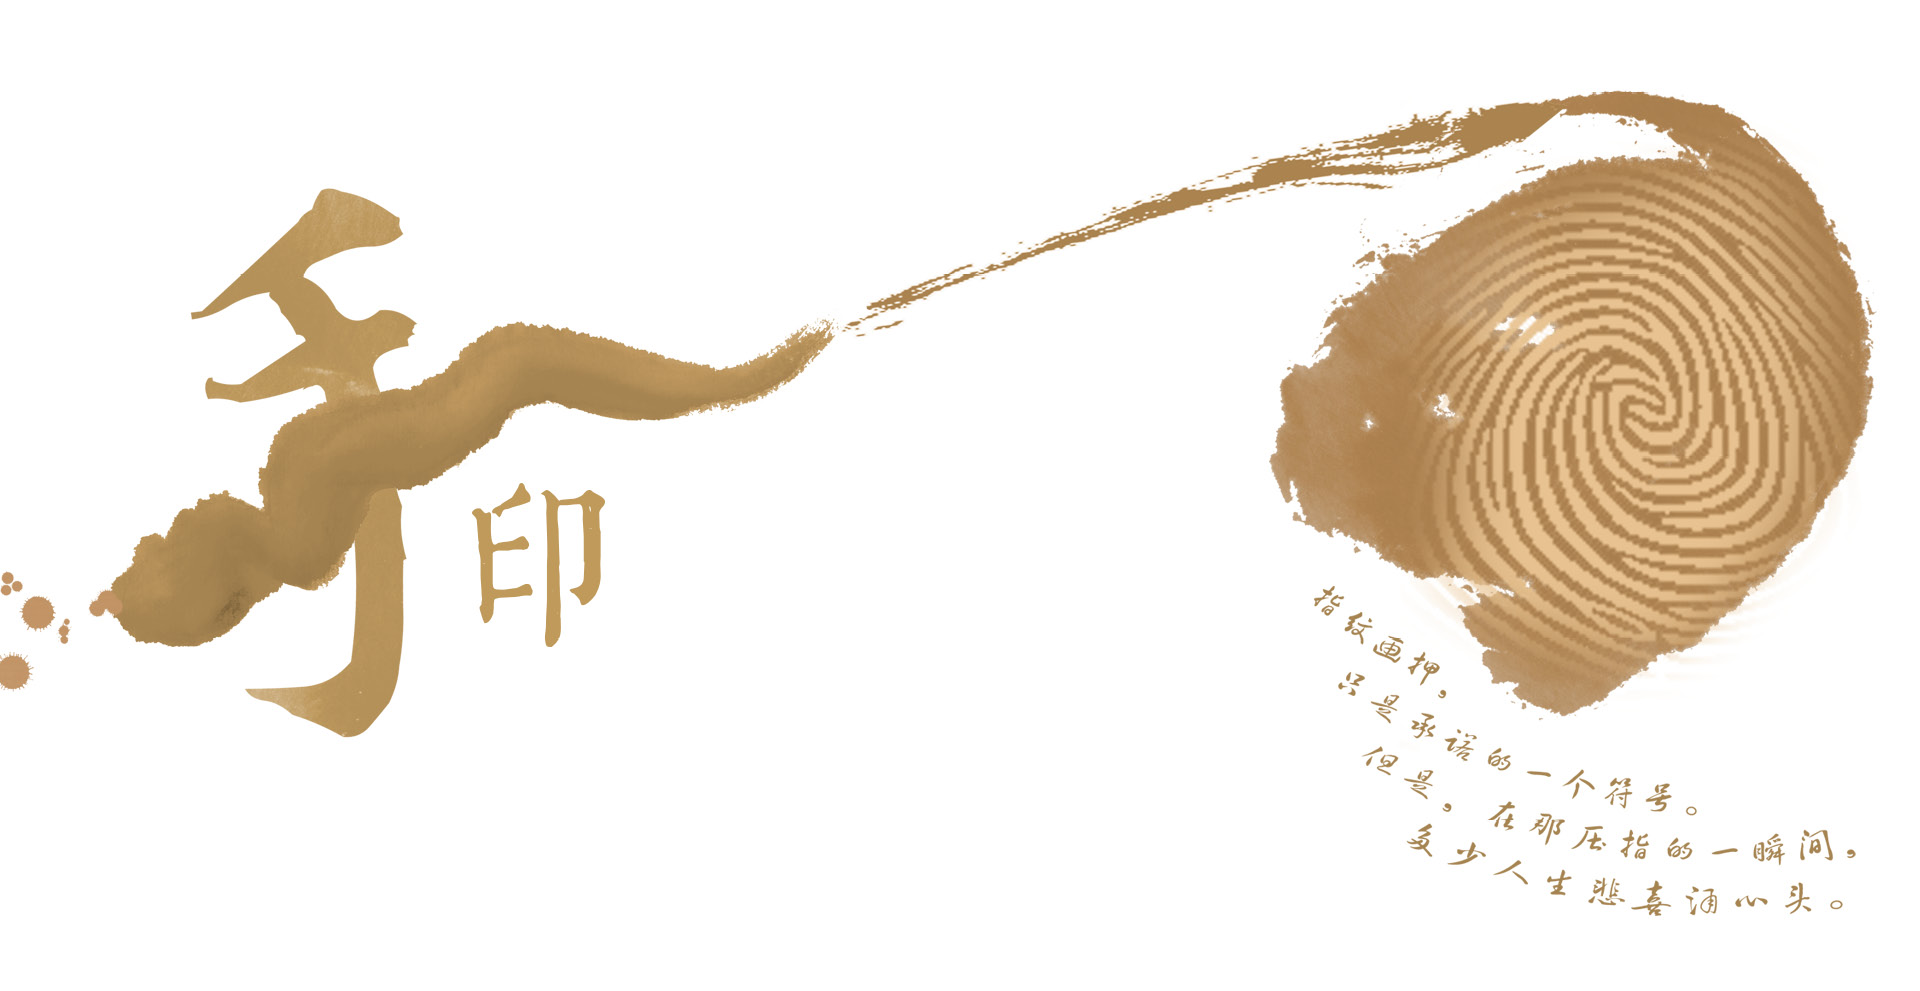 手印
指纹画押，
只是承诺的一个符号。
但是，在那压指的一瞬间，
多少人生悲喜涌心头。